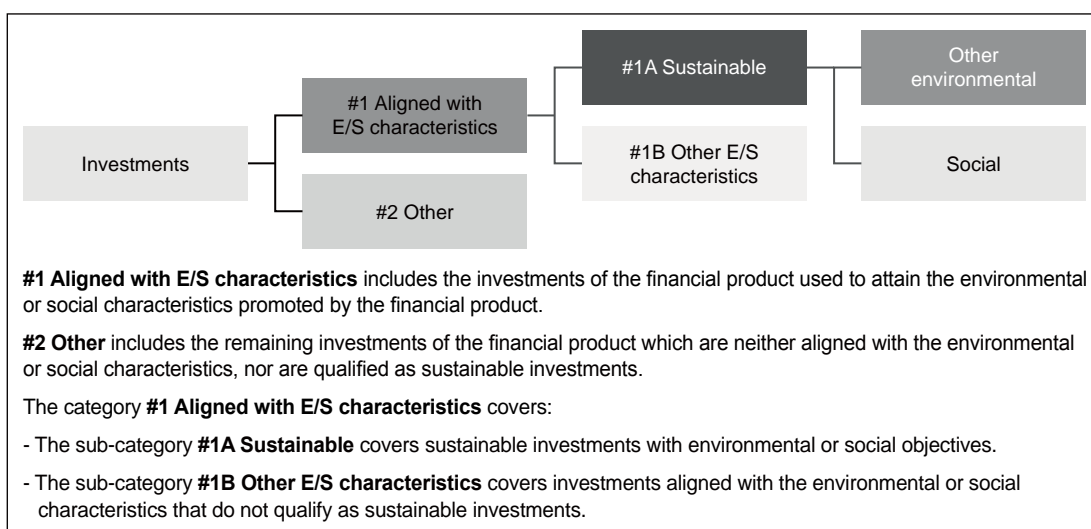 Investments
#1 Aligned with
E/S characteristics
#2 Other
#1A Sustainable
#1B Other E/S
characteristics
Other
environmental
Social
#1 Aligned with E/S characteristics includes the investments of the financial product used to attain the environmental
or social characteristics promoted by the financial product.
#2 Other includes the remaining investments of the financial product which are neither aligned with the environmental
or social characteristics, nor are qualified as sustainable investments.
The category #1 Aligned with E/S characteristics covers:
- The sub-category #1A Sustainable covers sustainable investments with environmental or social objectives.
- The sub-category #1B Other E/S characteristics covers investments aligned with the environmental or social
characteristics that do not qualify as sustainable investments.